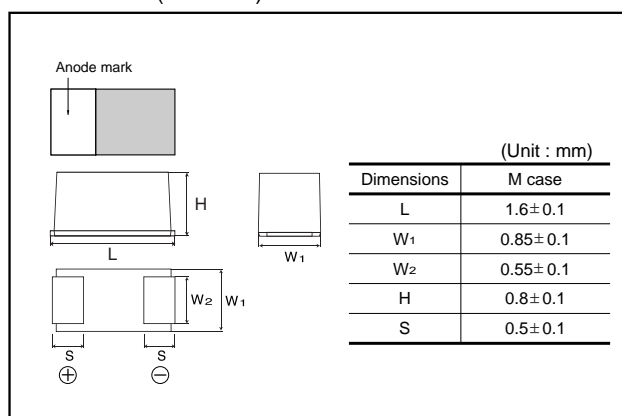 Anode mark
H
L
W1
W2 W1
S S
⊕ ⊖
(Unit : mm)
Dimensions M case
L 1.6±0.1
W1 0.85±0.1
W2 0.55±0.1
H 0.8±0.1
S 0.5±0.1